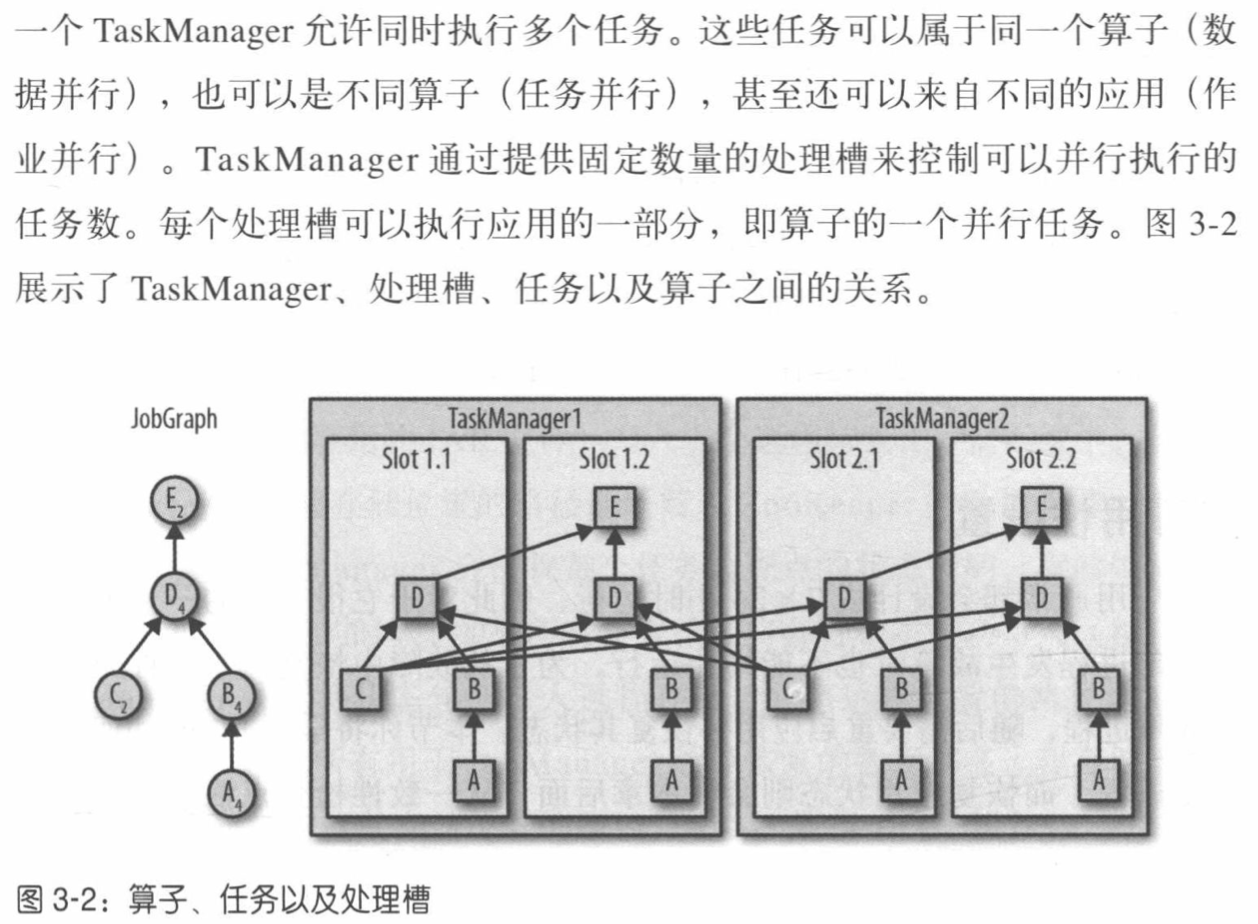 一个 TaskManager 允许同时执行多个任务。这些任务可以属于同一个算子（数
据并行），也可以是不同算子（任务并行），甚至还可以来自不同的应用（作
业并行）。TaskManager 通过提供固定数量的处理槽来控制可以并行执行的
任务数。每个处理槽可以执行应用的一部分，即算子的一个并行任务。图 3-2
展示了 TaskManager、处理槽、任务以及算子之间的关系。
JobGraph
E2
D4
C2 B4
A4
TaskManager1
Slot 1.1
D
C B
A
Slot 1.2
E
D
B
A
TaskManager2
Slot 2.1
D
C B
A
Slot 2.2
E
D
B
A
图 3-2：算子、任务以及处理槽